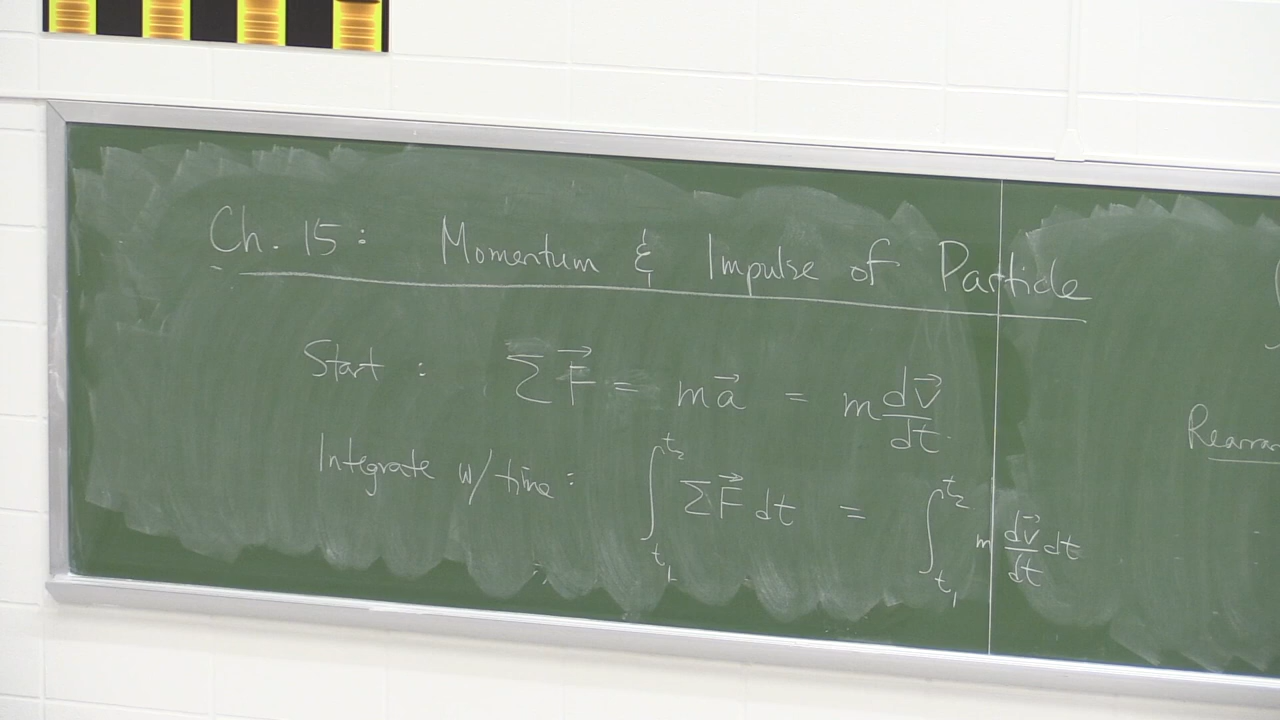 Ch. 15: Momentum & Impulse of Particle
Start : ΣF⃗ = ma⃗ = m dv⃗/dt
Integrate w/ time : ∫_{t₁}^{t₂} ΣF⃗ dt = ∫_{t₁}^{t₂} m dv⃗/dt dt